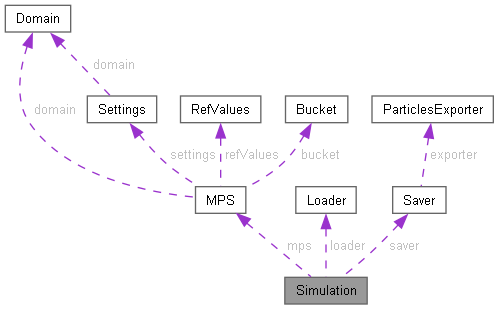 Domain
domain
Settings
RefValues
Bucket
ParticlesExporter
domain
settings
refValues
bucket
exporter
MPS
Loader
Saver
mps
loader
saver
Simulation